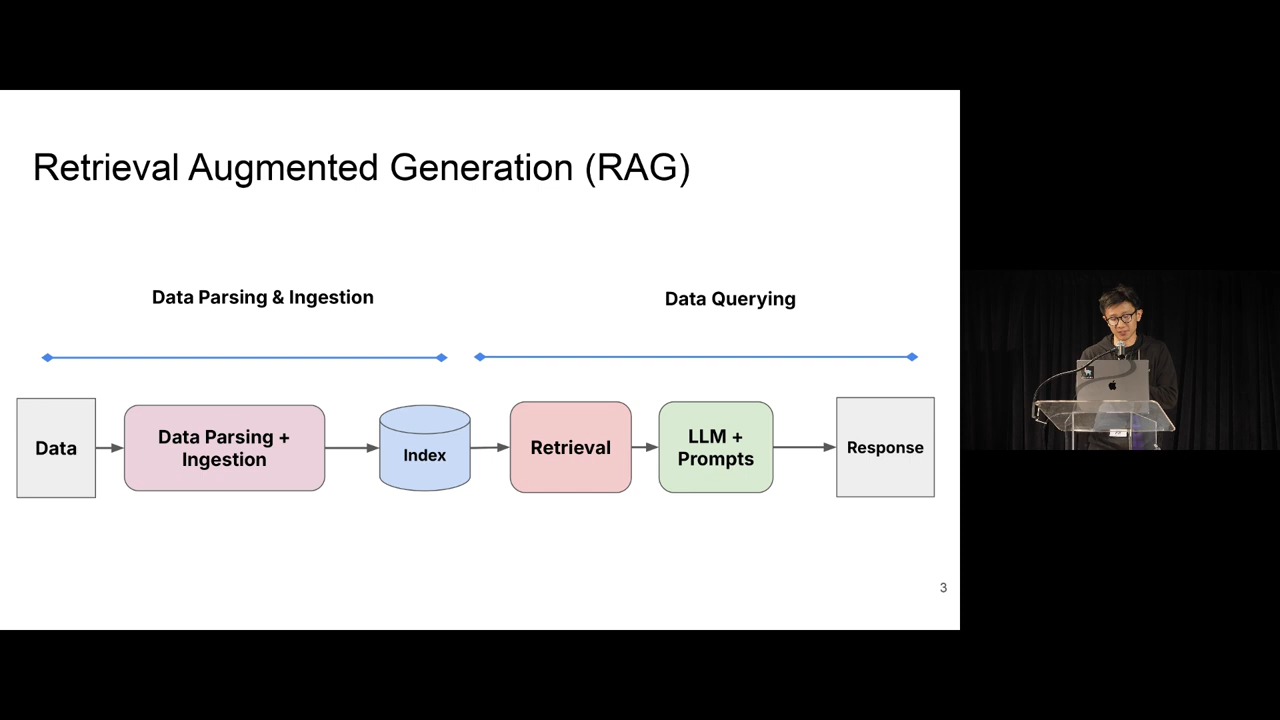 Retrieval Augmented Generation (RAG)
Data Parsing & Ingestion
Data Querying
Data
Data Parsing +
Ingestion
Index
Retrieval
LLM +
Prompts
Response
3